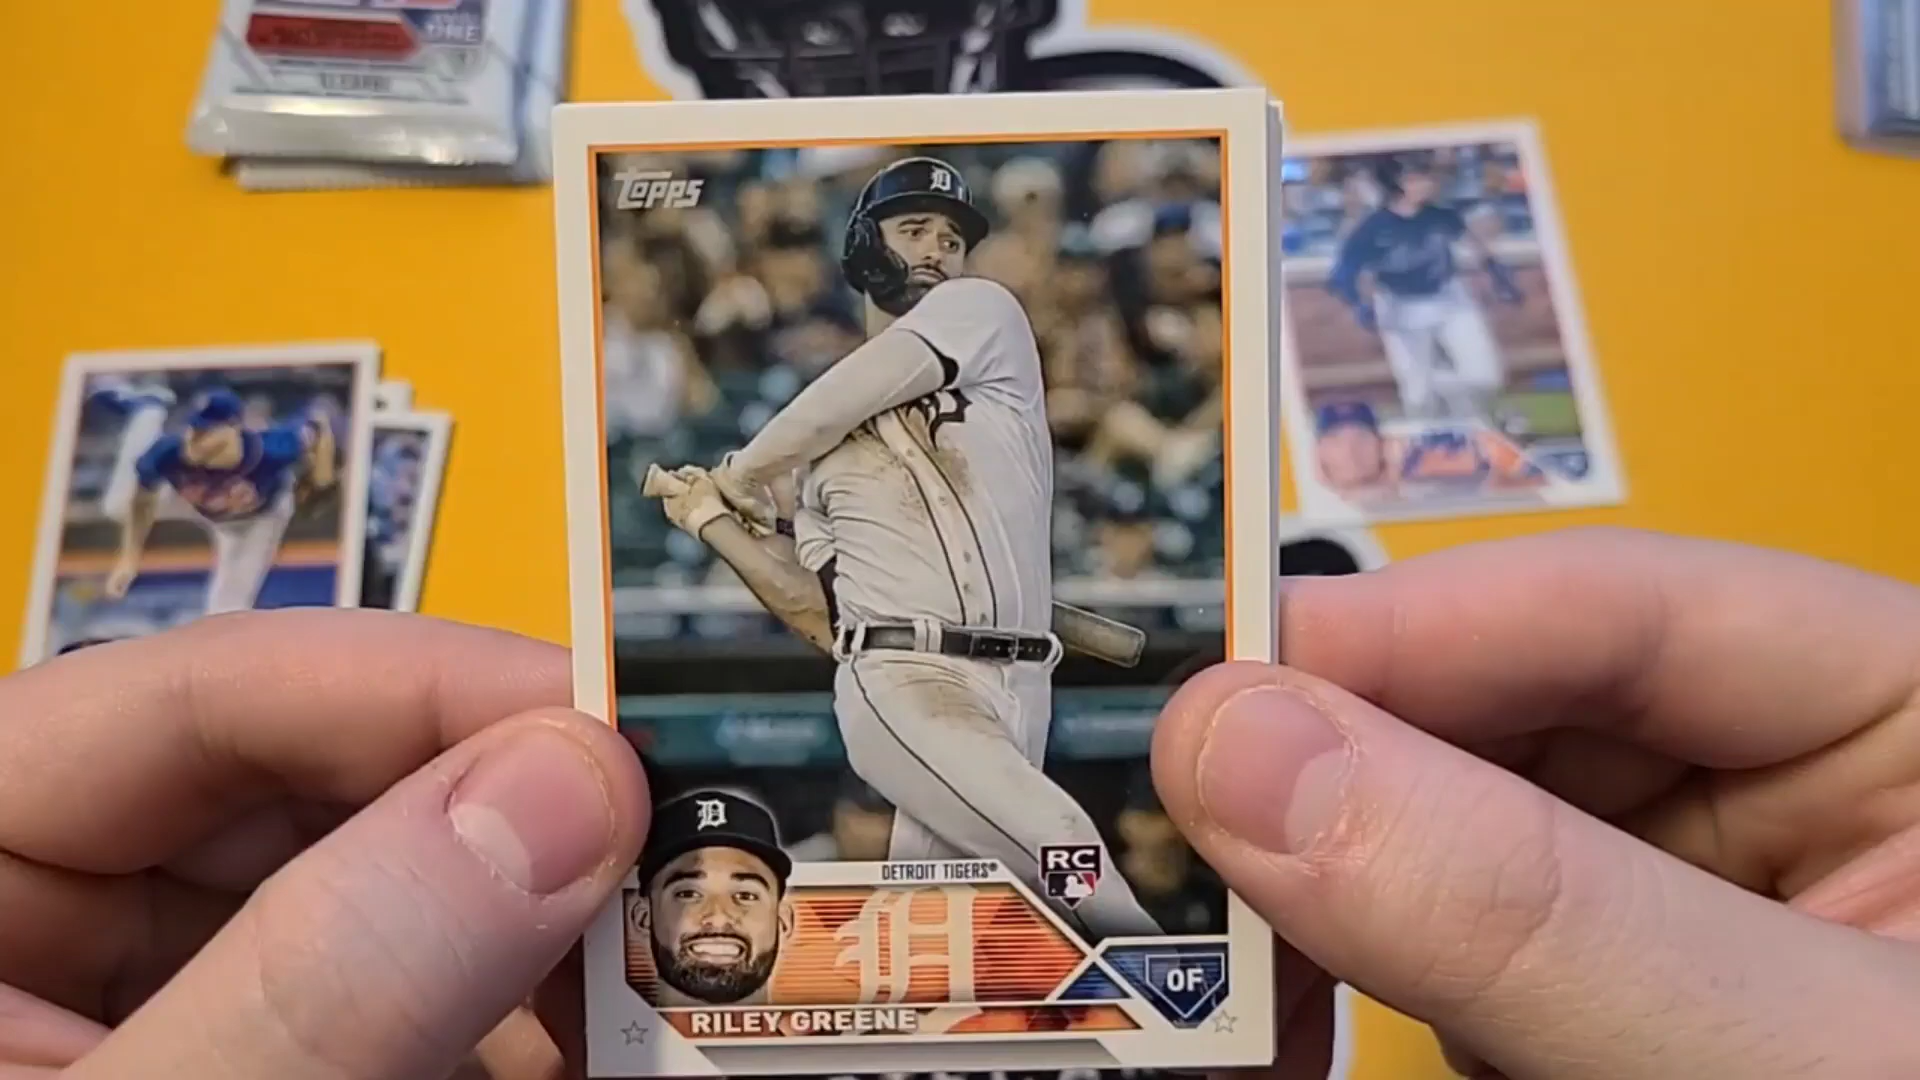 Topps
DETROIT TIGERS®
RC
OF
RILEY GREENE